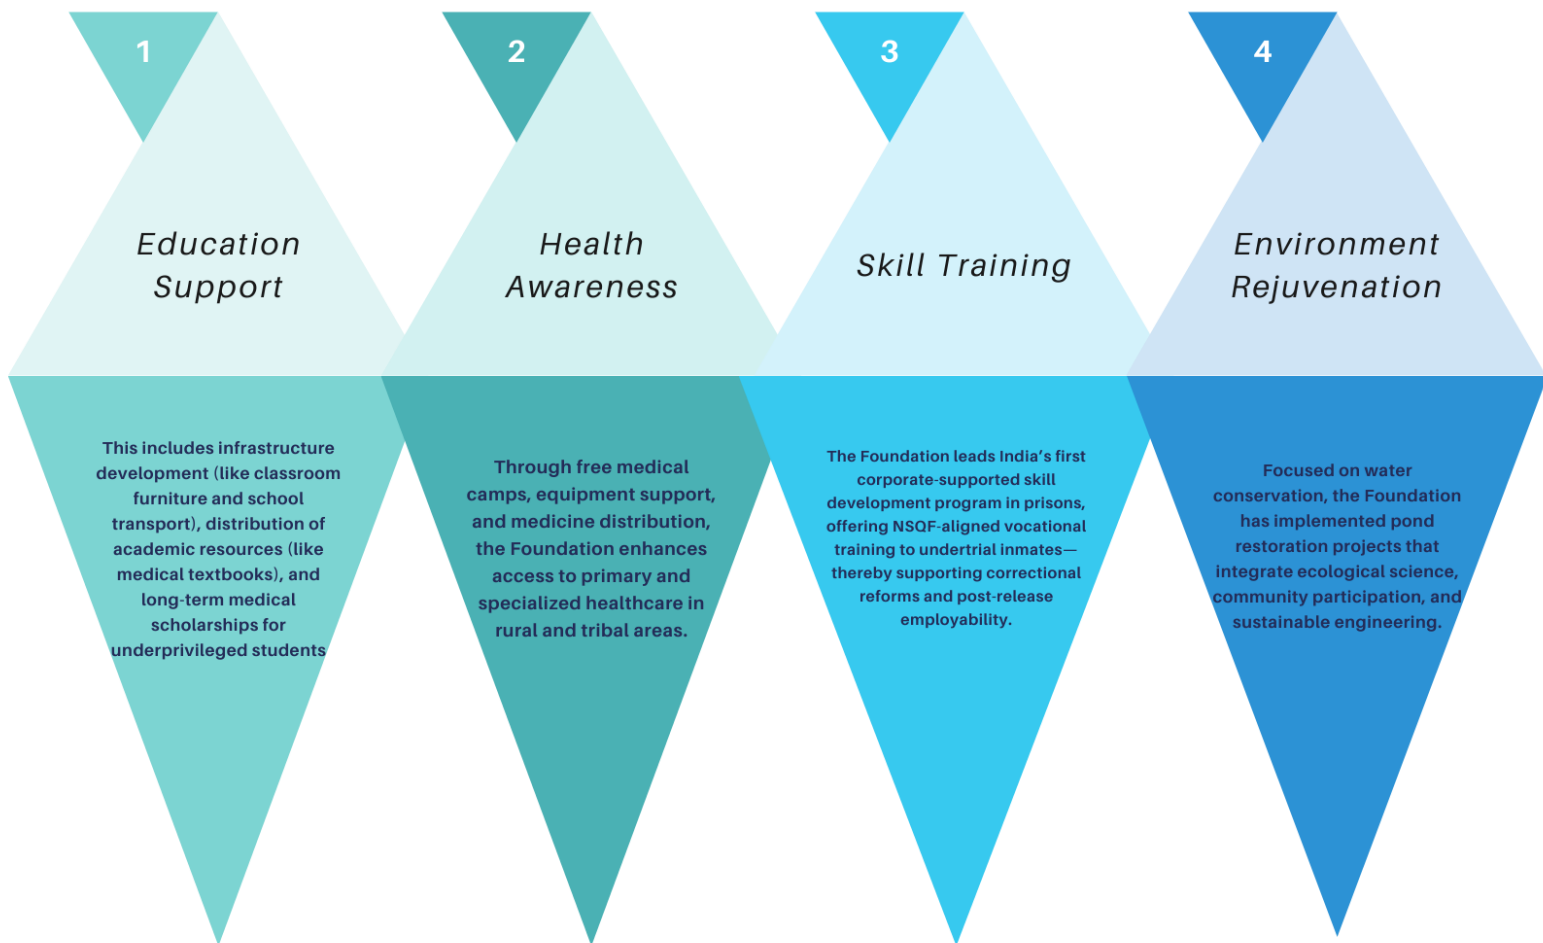 1
Education
Support
This includes infrastructure
development (like classroom
furniture and school
transport), distribution of
academic resources (like
medical textbooks), and
long-term medical
scholarships for
underprivileged students
2
Health
Awareness
Through free medical
camps, equipment support,
and medicine distribution,
the Foundation enhances
access to primary and
specialized healthcare in
rural and tribal areas.
3
Skill Training
The Foundation leads India’s first
corporate-supported skill
development program in prisons,
offering NSQF-aligned vocational
training to undertrial inmates—
thereby supporting correctional
reforms and post-release
employability.
4
Environment
Rejuvenation
Focused on water
conservation, the Foundation
has implemented pond
restoration projects that
integrate ecological science,
community participation, and
sustainable engineering.